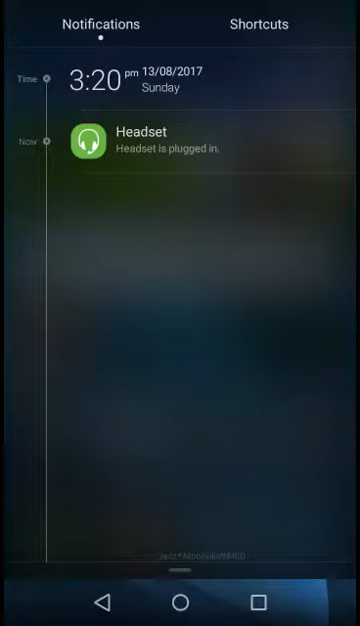 Notifications Shortcuts
Time 3:20 pm 13/08/2017
Sunday
Now Headset
Headset is plugged in.